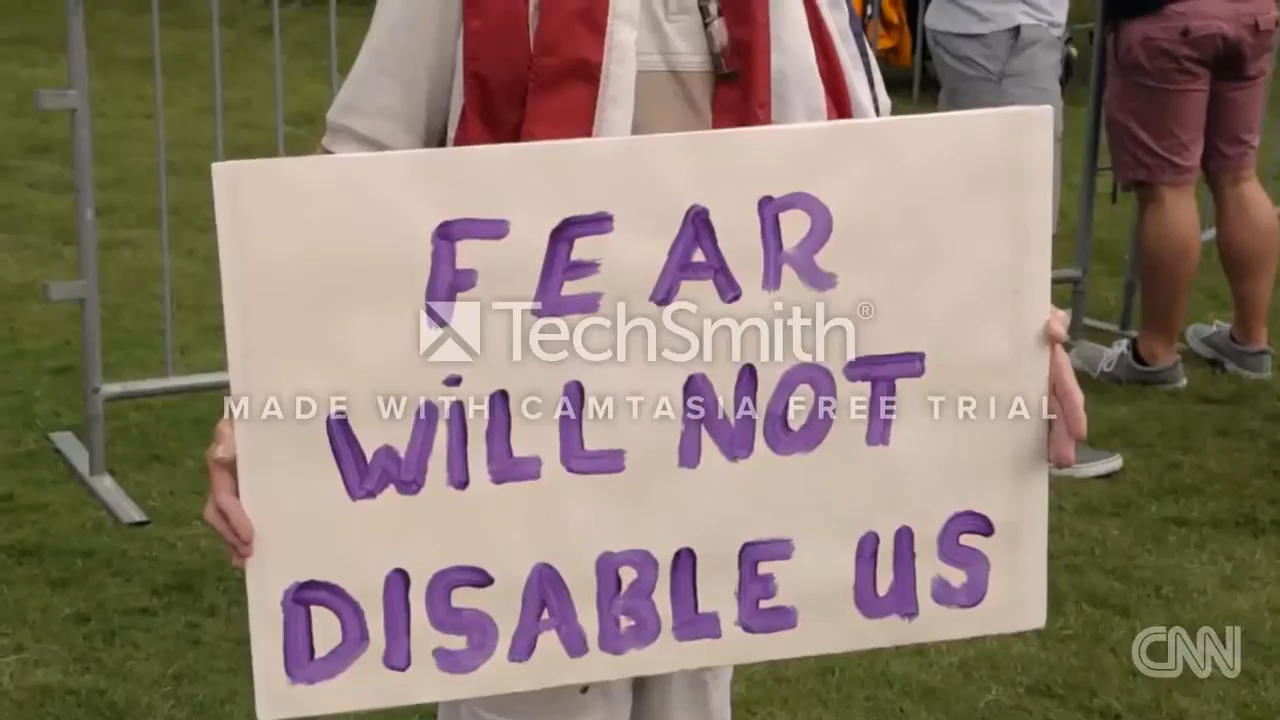 FEAR
TechSmith®
WiLL NOT
MADE WITH CAMTASIA FREE TRIAL
DISABLE US
CNN